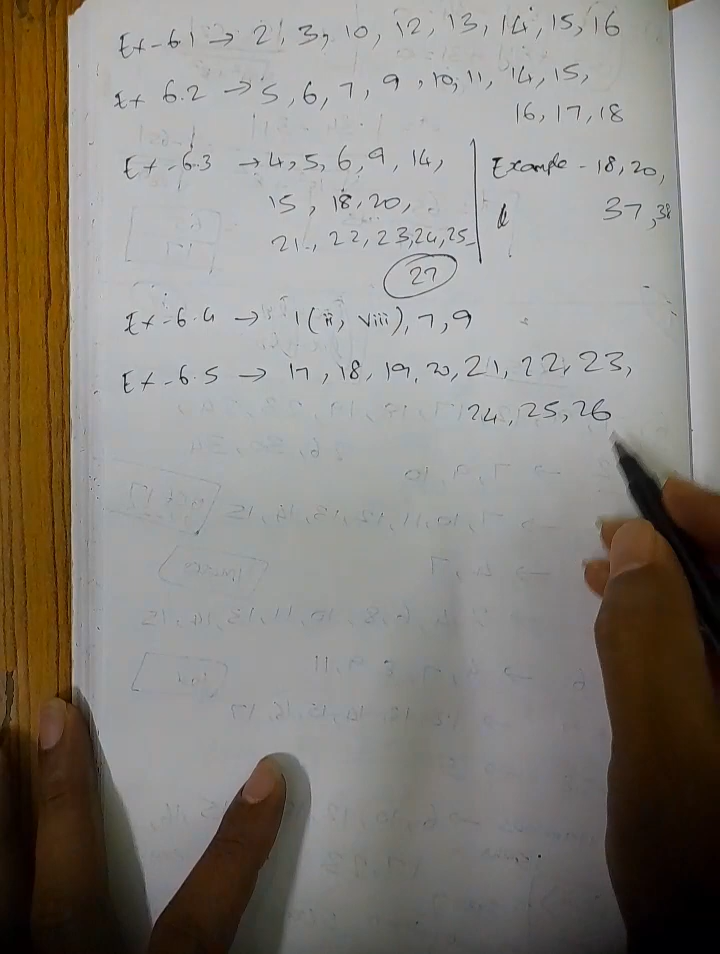 Ex-6.1 → 2, 3, 10, 12, 13, 14, 15, 16
Ex 6.2 → 5, 6, 7, 9, 10, 11, 14, 15,
16, 17, 18
Ex-6.3 → 4, 5, 6, 9, 14,
15, 18, 20,
21, 22, 23, 24, 25
27
Example - 18, 20,
37, 38
Ex-6.4 → 1(ii, viii), 7, 9
Ex-6.5 → 17, 18, 19, 20, 21, 22, 23,
24, 25, 26